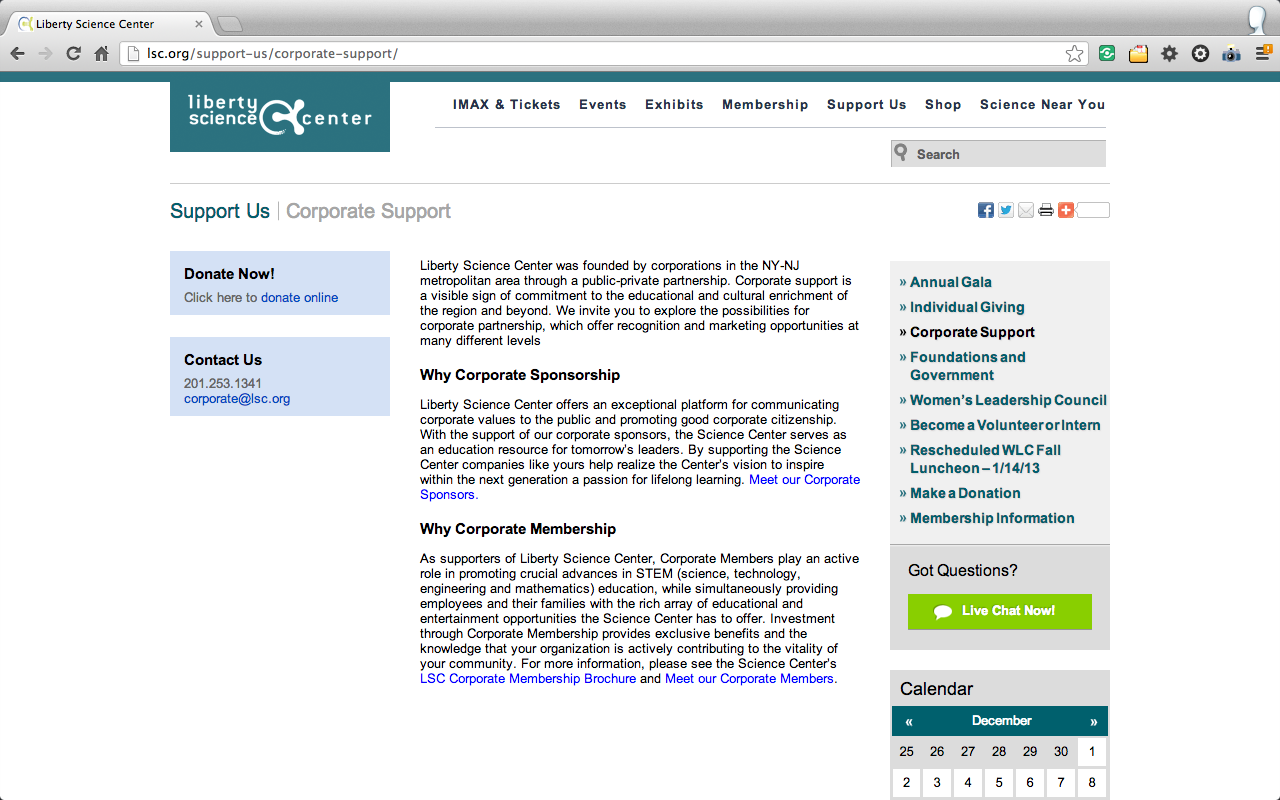 Liberty Science Center
lsc.org/support-us/corporate-support/
liberty
science center
IMAX & Tickets Events Exhibits Membership Support Us Shop Science Near You
Search
Support Us | Corporate Support
Donate Now!
Click here to donate online
Contact Us
201.253.1341
corporate@lsc.org
Liberty Science Center was founded by corporations in the NY-NJ
metropolitan area through a public-private partnership. Corporate support is
a visible sign of commitment to the educational and cultural enrichment of
the region and beyond. We invite you to explore the possibilities for
corporate partnership, which offer recognition and marketing opportunities at
many different levels
Why Corporate Sponsorship
Liberty Science Center offers an exceptional platform for communicating
corporate values to the public and promoting good corporate citizenship.
With the support of our corporate sponsors, the Science Center serves as
an education resource for tomorrow's leaders. By supporting the Science
Center companies like yours help realize the Center's vision to inspire
within the next generation a passion for lifelong learning. Meet our Corporate
Sponsors.
Why Corporate Membership
As supporters of Liberty Science Center, Corporate Members play an active
role in promoting crucial advances in STEM (science, technology,
engineering and mathematics) education, while simultaneously providing
employees and their families with the rich array of educational and
entertainment opportunities the Science Center has to offer. Investment
through Corporate Membership provides exclusive benefits and the
knowledge that your organization is actively contributing to the vitality of
your community. For more information, please see the Science Center's
LSC Corporate Membership Brochure and Meet our Corporate Members.
» Annual Gala
» Individual Giving
» Corporate Support
» Foundations and
Government
» Women's Leadership Council
» Become a Volunteer or Intern
» Rescheduled WLC Fall
Luncheon – 1/14/13
» Make a Donation
» Membership Information
Got Questions?
Live Chat Now!
Calendar
« December »
25 26 27 28 29 30 1
2 3 4 5 6 7 8